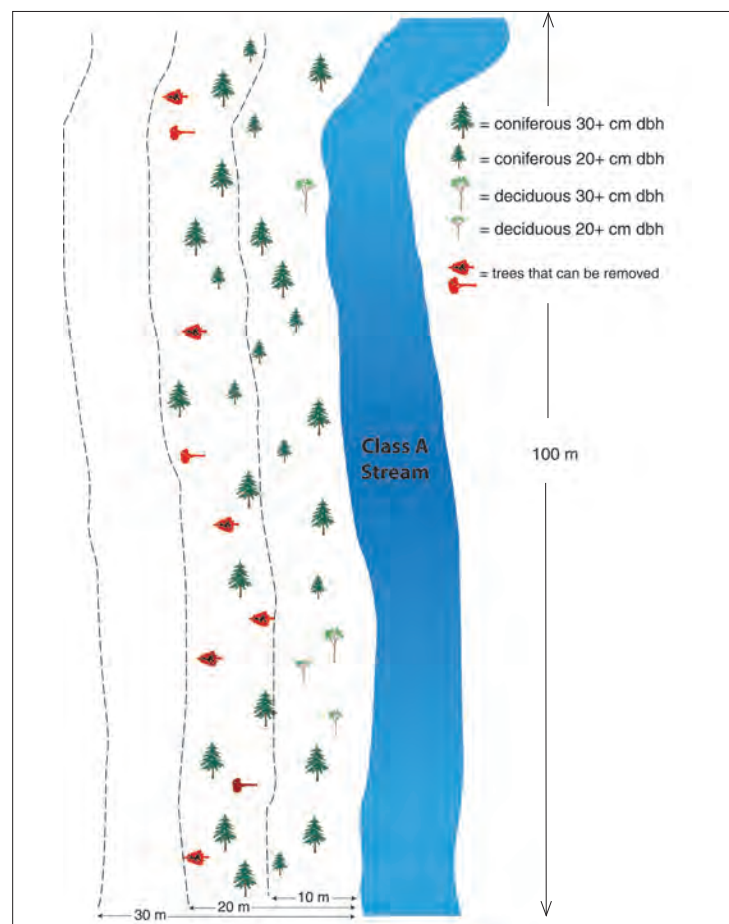 = coniferous 30+ cm dbh
= coniferous 20+ cm dbh
= deciduous 30+ cm dbh
= deciduous 20+ cm dbh
= trees that can be removed
Class A
Stream
100 m
10 m
20 m
30 m